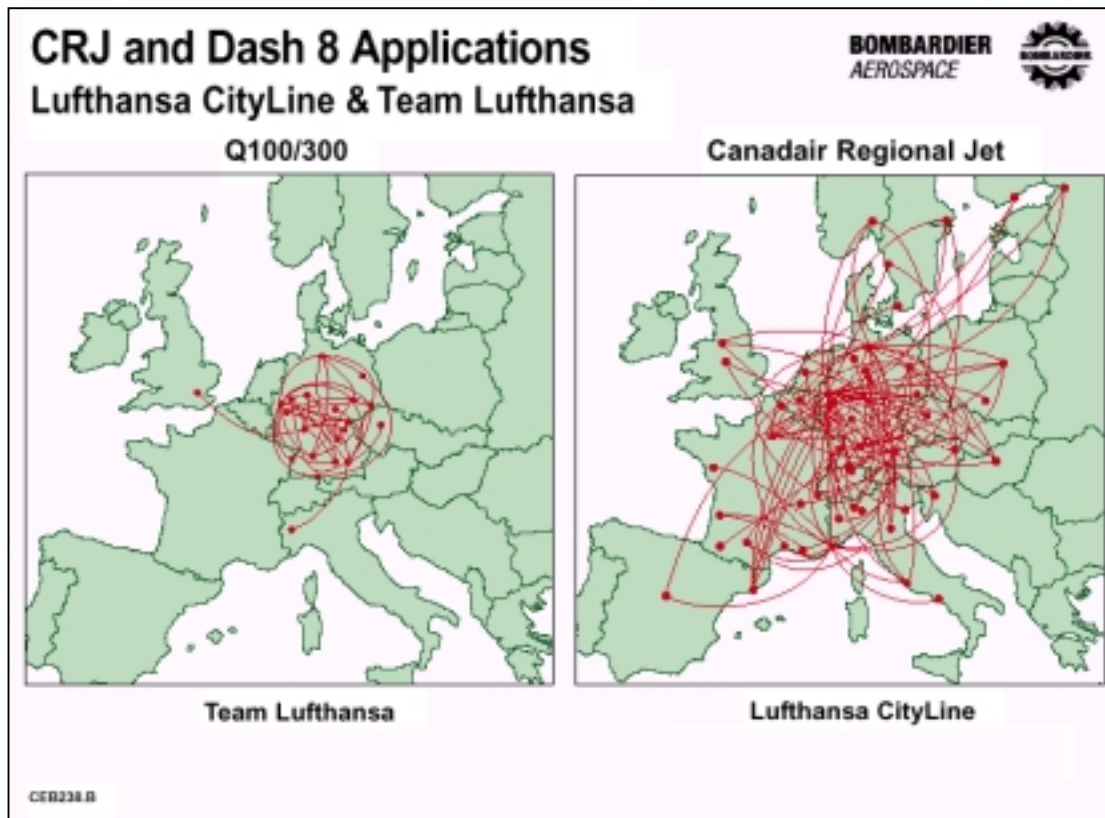 CRJ and Dash 8 Applications
Lufthansa CityLine & Team Lufthansa
BOMBARDIER
AEROSPACE
BOMBARDIER
Q100/300
Canadair Regional Jet
Team Lufthansa
Lufthansa CityLine
CEB238.B